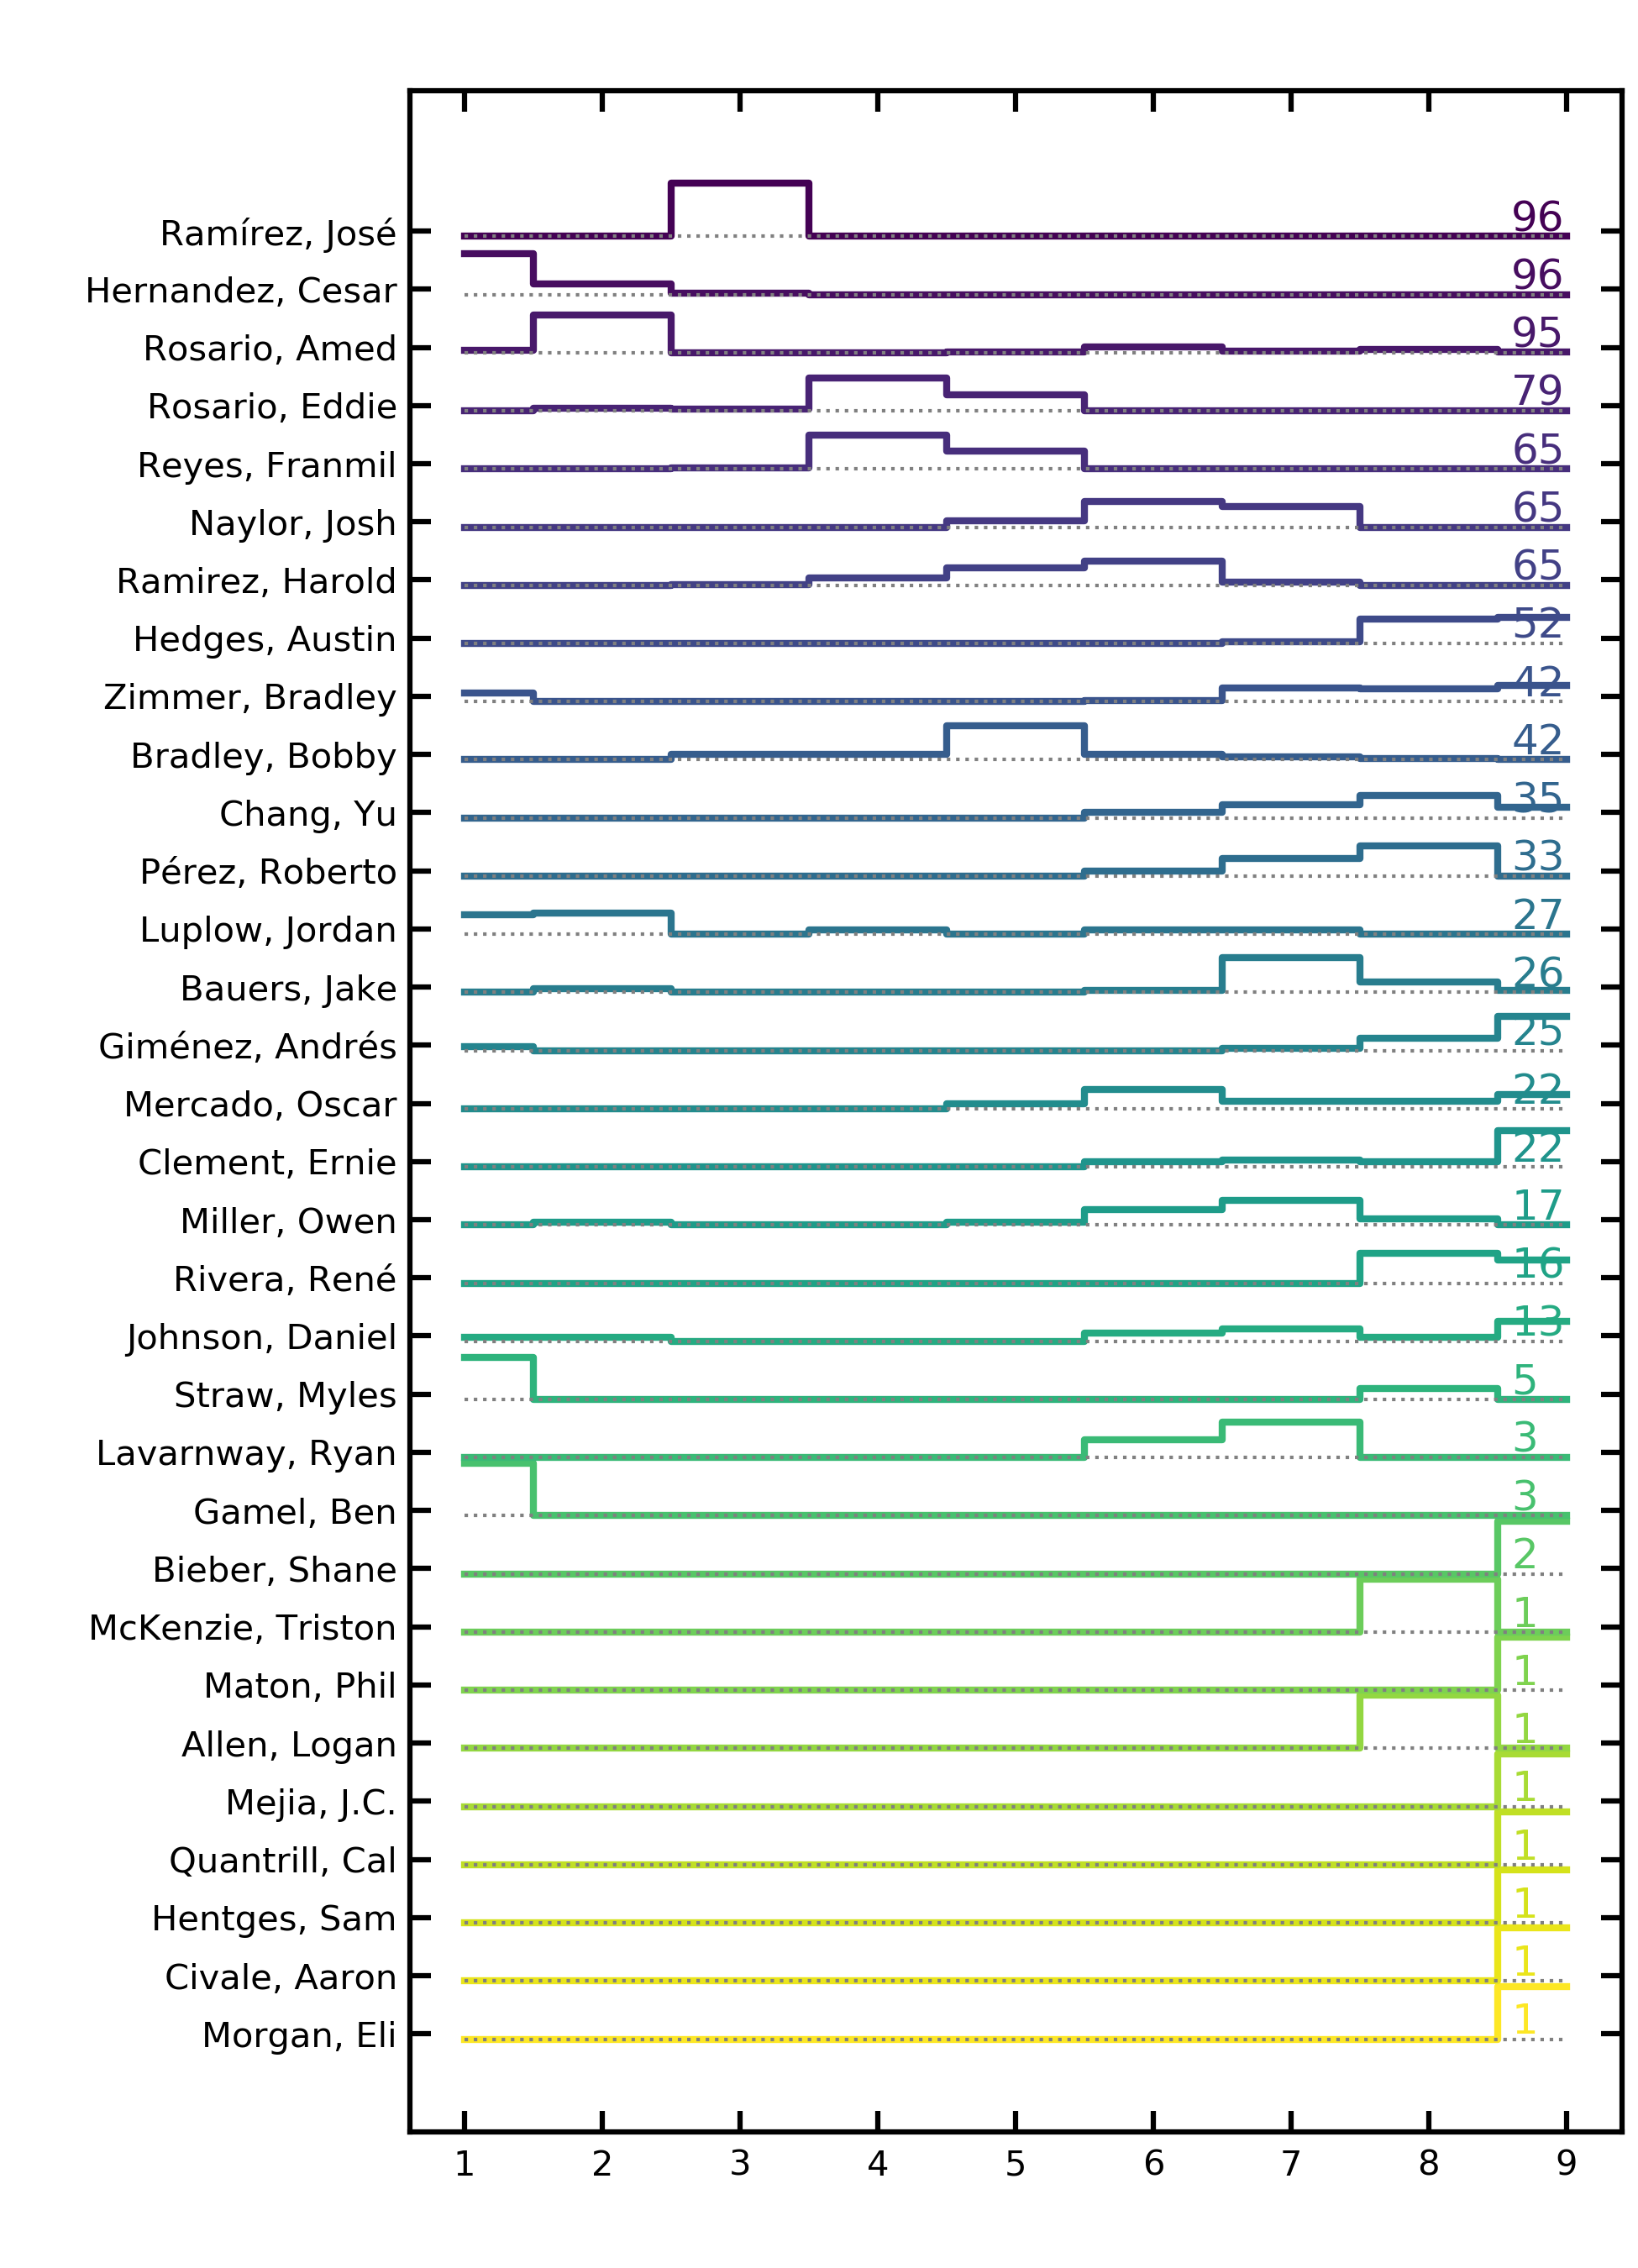 Ramírez, José 96
Hernandez, Cesar 96
Rosario, Amed 95
Rosario, Eddie 79
Reyes, Franmil 65
Naylor, Josh 65
Ramirez, Harold 65
Hedges, Austin 52
Zimmer, Bradley 42
Bradley, Bobby 42
Chang, Yu 35
Pérez, Roberto 33
Luplow, Jordan 27
Bauers, Jake 26
Giménez, Andrés 25
Mercado, Oscar 22
Clement, Ernie 22
Miller, Owen 17
Rivera, René 16
Johnson, Daniel 13
Straw, Myles 5
Lavarnway, Ryan 3
Gamel, Ben 3
Bieber, Shane 2
McKenzie, Triston 1
Maton, Phil 1
Allen, Logan 1
Mejia, J.C. 1
Quantrill, Cal 1
Hentges, Sam 1
Civale, Aaron 1
Morgan, Eli 1
1 2 3 4 5 6 7 8 9